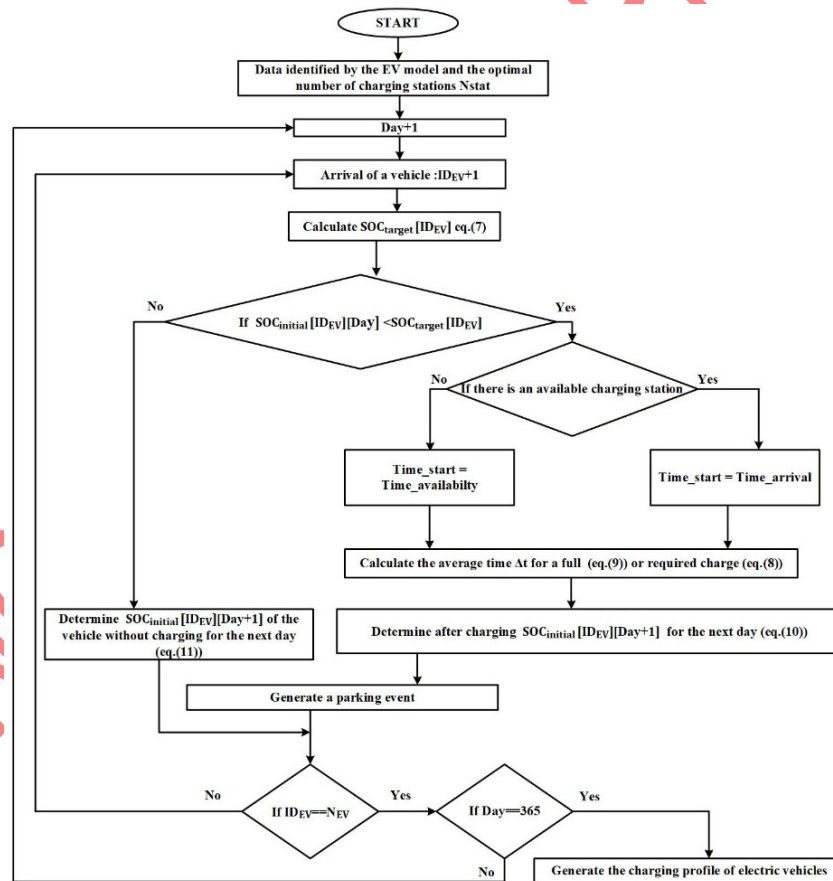 START
Data identified by the EV model and the optimal
number of charging stations Nstat
Day+1
Arrival of a vehicle :IDEV+1
Calculate SOCtarget[IDEV] eq.(7)
No
Yes
If SOCinitial[IDEV][Day] <SOCtarget[IDEV]
No
Yes
If there is an available charging station
Time_start =
Time_availabilty
Time_start = Time_arrival
Calculate the average time Δt for a full (eq.(9)) or required charge (eq.(8))
Determine SOCinitial[IDEV][Day+1] of the
vehicle without charging for the next day
(eq.(11))
Determine after charging SOCinitial[IDEV][Day+1] for the next day (eq.(10))
Generate a parking event
No
If IDEV==NEV
Yes
If Day==365
Yes
No
Generate the charging profile of electric vehicles